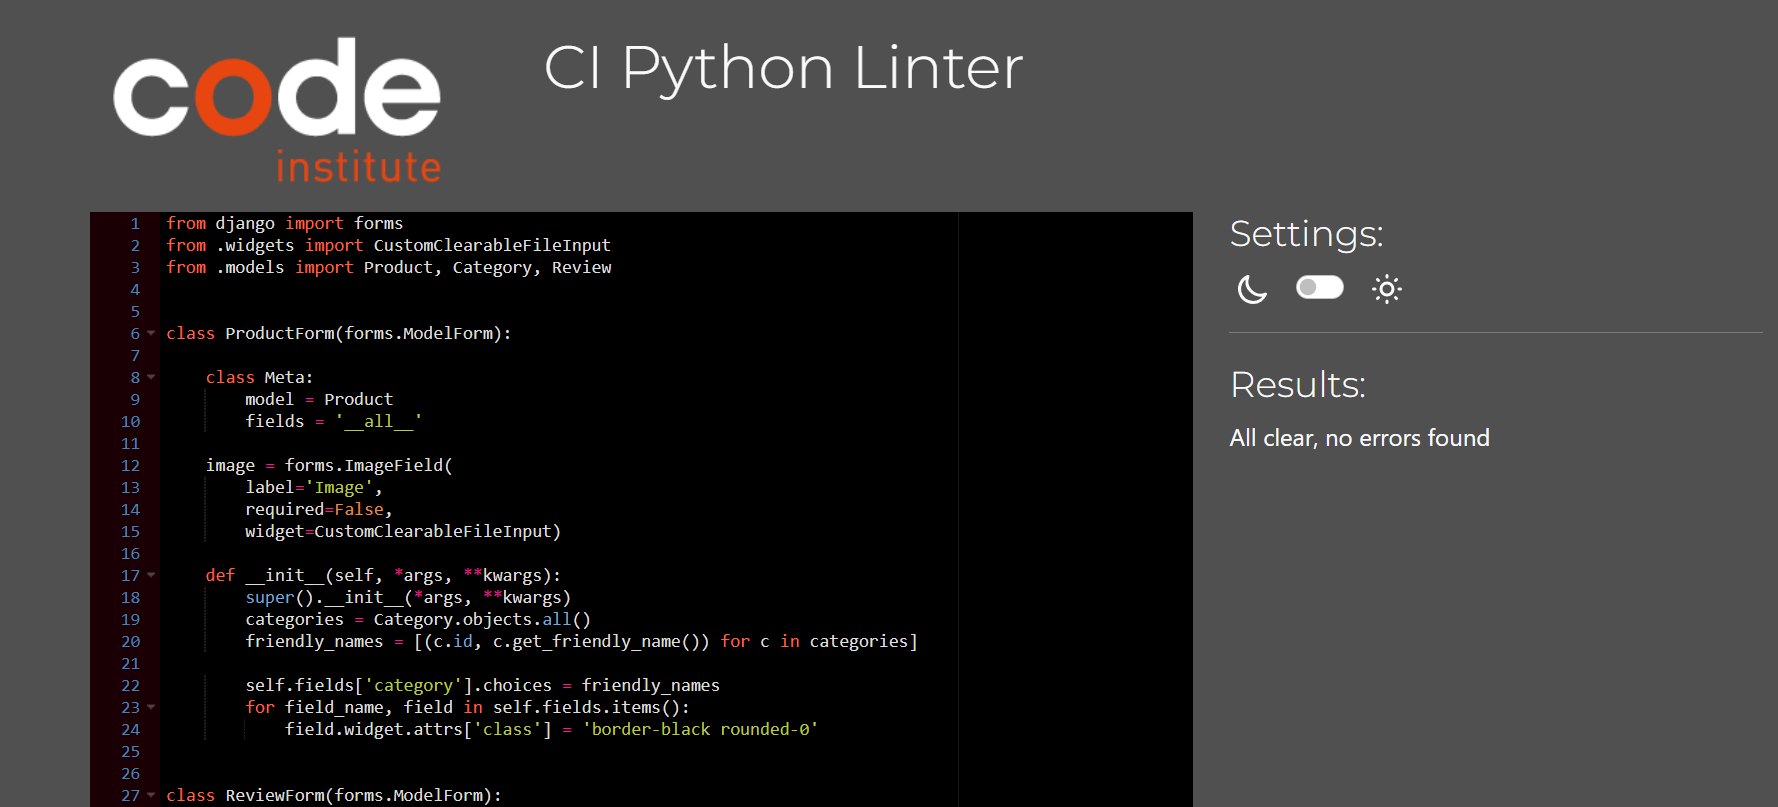 code
institute
CI Python Linter
1 from django import forms
2 from .widgets import CustomClearableFileInput
3 from .models import Product, Category, Review
4
5
6 class ProductForm(forms.ModelForm):
7
8     class Meta:
9         model = Product
10         fields = '__all__'
11
12     image = forms.ImageField(
13         label='Image',
14         required=False,
15         widget=CustomClearableFileInput)
16
17     def __init__(self, *args, **kwargs):
18         super().__init__(*args, **kwargs)
19         categories = Category.objects.all()
20         friendly_names = [(c.id, c.get_friendly_name()) for c in categories]
21
22         self.fields['category'].choices = friendly_names
23         for field_name, field in self.fields.items():
24             field.widget.attrs['class'] = 'border-black rounded-0'
25
26
27 class ReviewForm(forms.ModelForm):
Settings:
Results:
All clear, no errors found